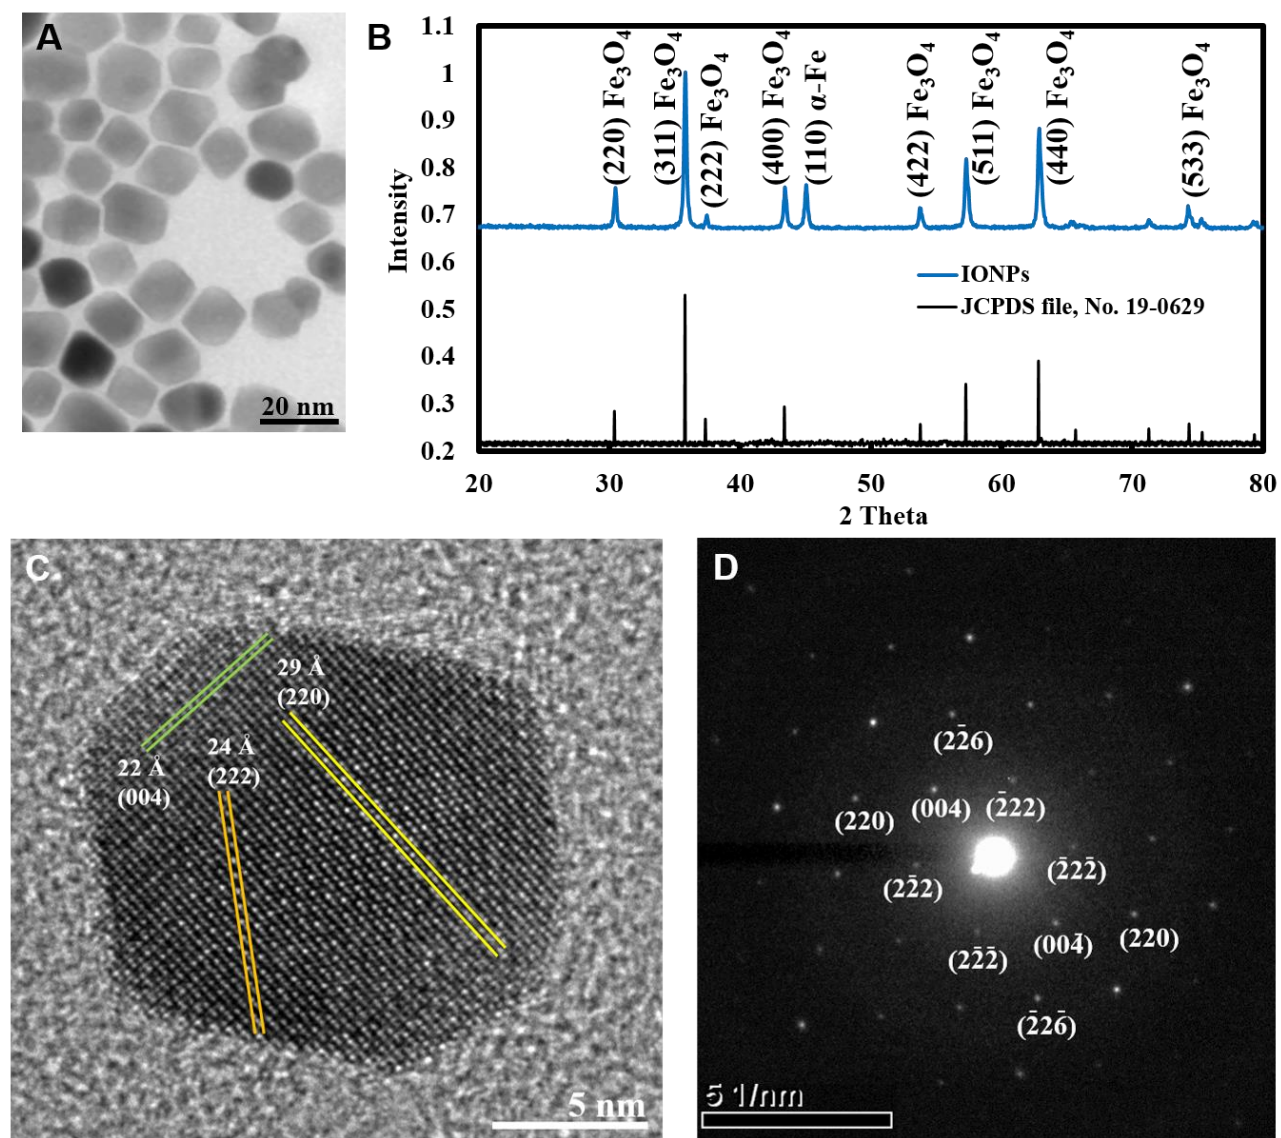 A
20 nm
B
1.1
1
0.9
0.8
0.7
0.6
0.5
0.4
0.3
0.2
Intensity
(220) Fe₃O₄
(311) Fe₃O₄
(222) Fe₃O₄
(400) Fe₃O₄
(110) α-Fe
(422) Fe₃O₄
(511) Fe₃O₄
(440) Fe₃O₄
(533) Fe₃O₄
IONPs
JCPDS file, No. 19-0629
20 30 40 50 60 70 80
2 Theta
C
29 Å
(220)
24 Å
(222)
22 Å
(004)
5 nm
D
(22̅6)
(220)
(004)
(2̅22)
(22̅2)
(2̅22̅)
(22̅2̅)
(004̅)
(220)
(2̅26̅)
5 1/nm